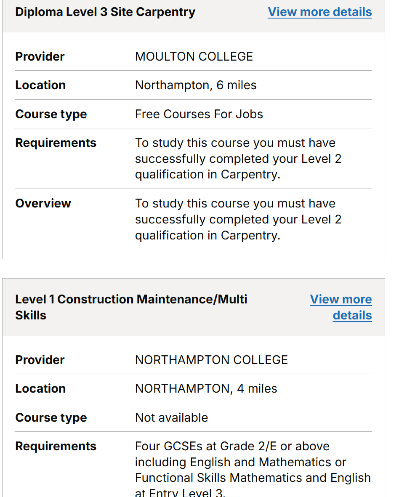 Diploma Level 3 Site Carpentry View more details
Provider MOULTON COLLEGE
Location Northampton, 6 miles
Course type Free Courses For Jobs
Requirements To study this course you must have
successfully completed your Level 2
qualification in Carpentry.
Overview To study this course you must have
successfully completed your Level 2
qualification in Carpentry.
Level 1 Construction Maintenance/Multi View more
Skills details
Provider NORTHAMPTON COLLEGE
Location NORTHAMPTON, 4 miles
Course type Not available
Requirements Four GCSEs at Grade 2/E or above
including English and Mathematics or
Functional Skills Mathematics and English
at Entry Level 3.